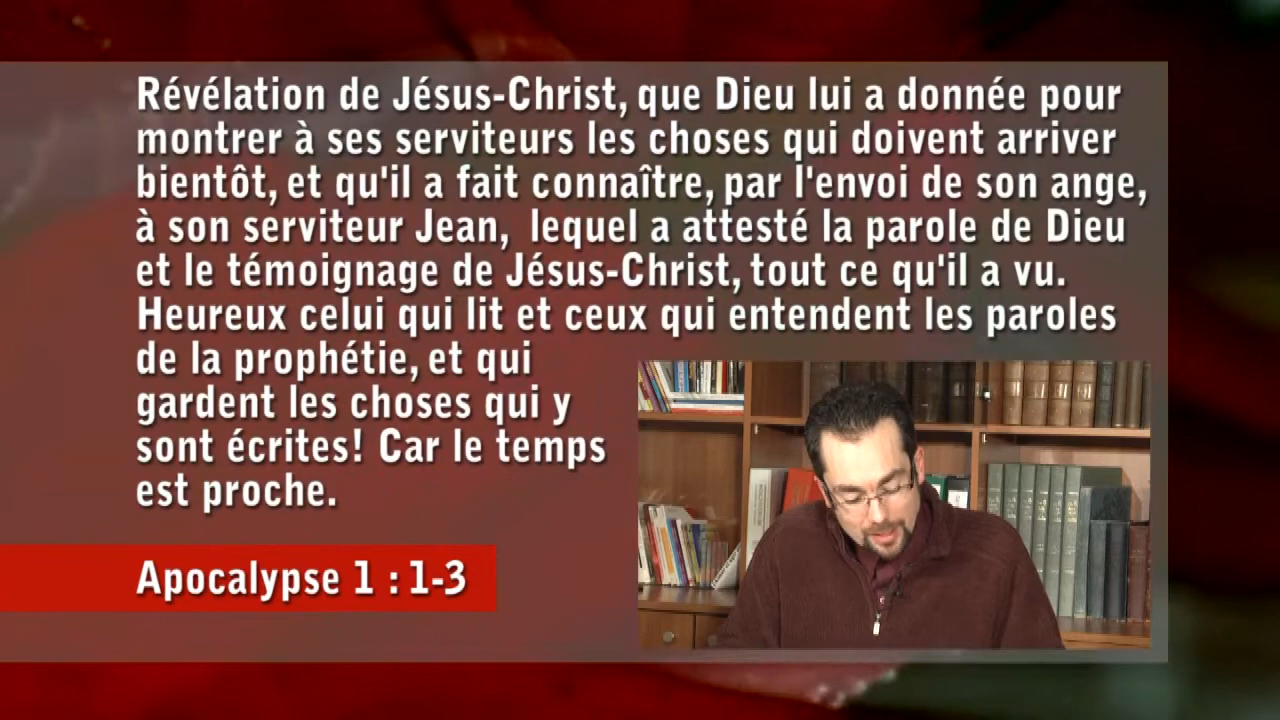 Révélation de Jésus-Christ, que Dieu lui a donnée pour
montrer à ses serviteurs les choses qui doivent arriver
bientôt, et qu'il a fait connaître, par l'envoi de son ange,
à son serviteur Jean, lequel a attesté la parole de Dieu
et le témoignage de Jésus-Christ, tout ce qu'il a vu.
Heureux celui qui lit et ceux qui entendent les paroles
de la prophétie, et qui
gardent les choses qui y
sont écrites! Car le temps
est proche.
Apocalypse 1 : 1-3